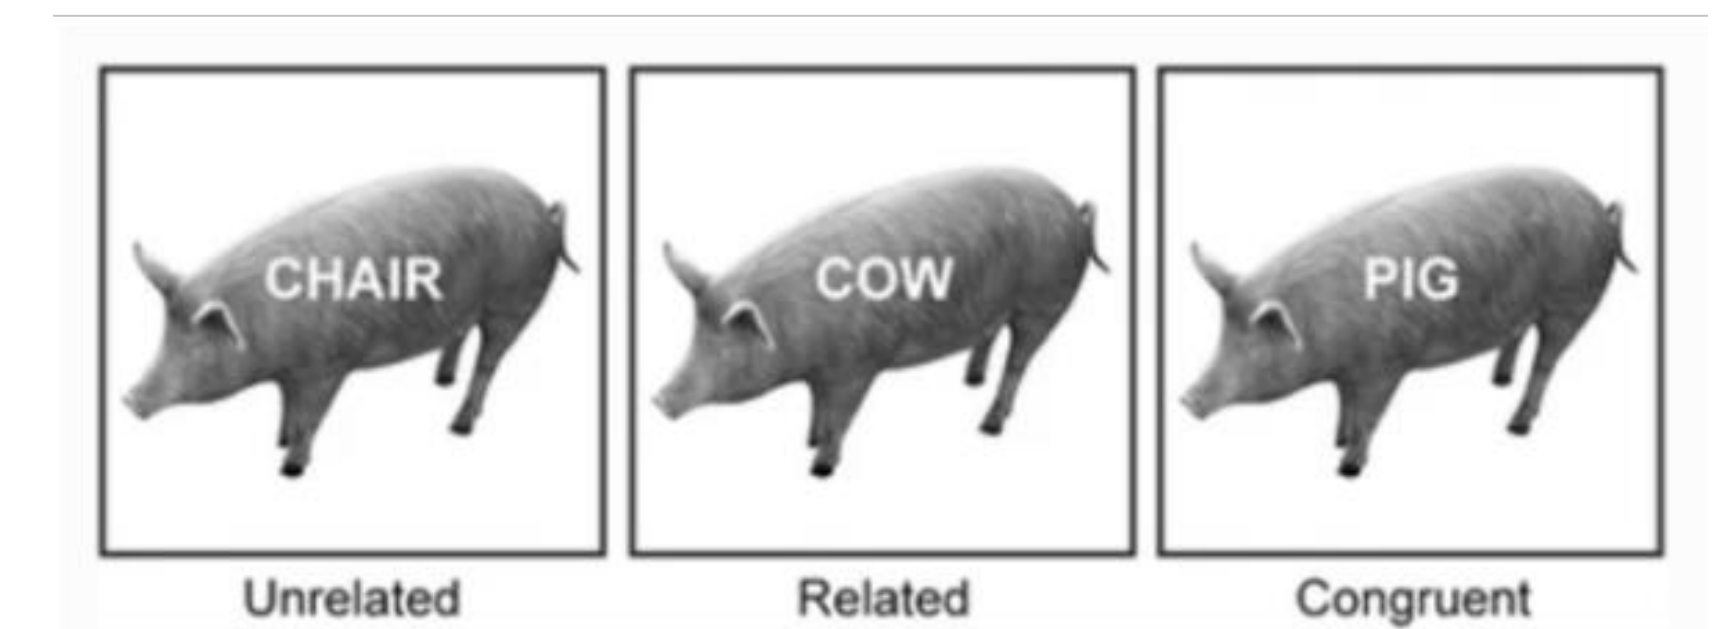 CHAIR
COW
PIG
Unrelated
Related
Congruent